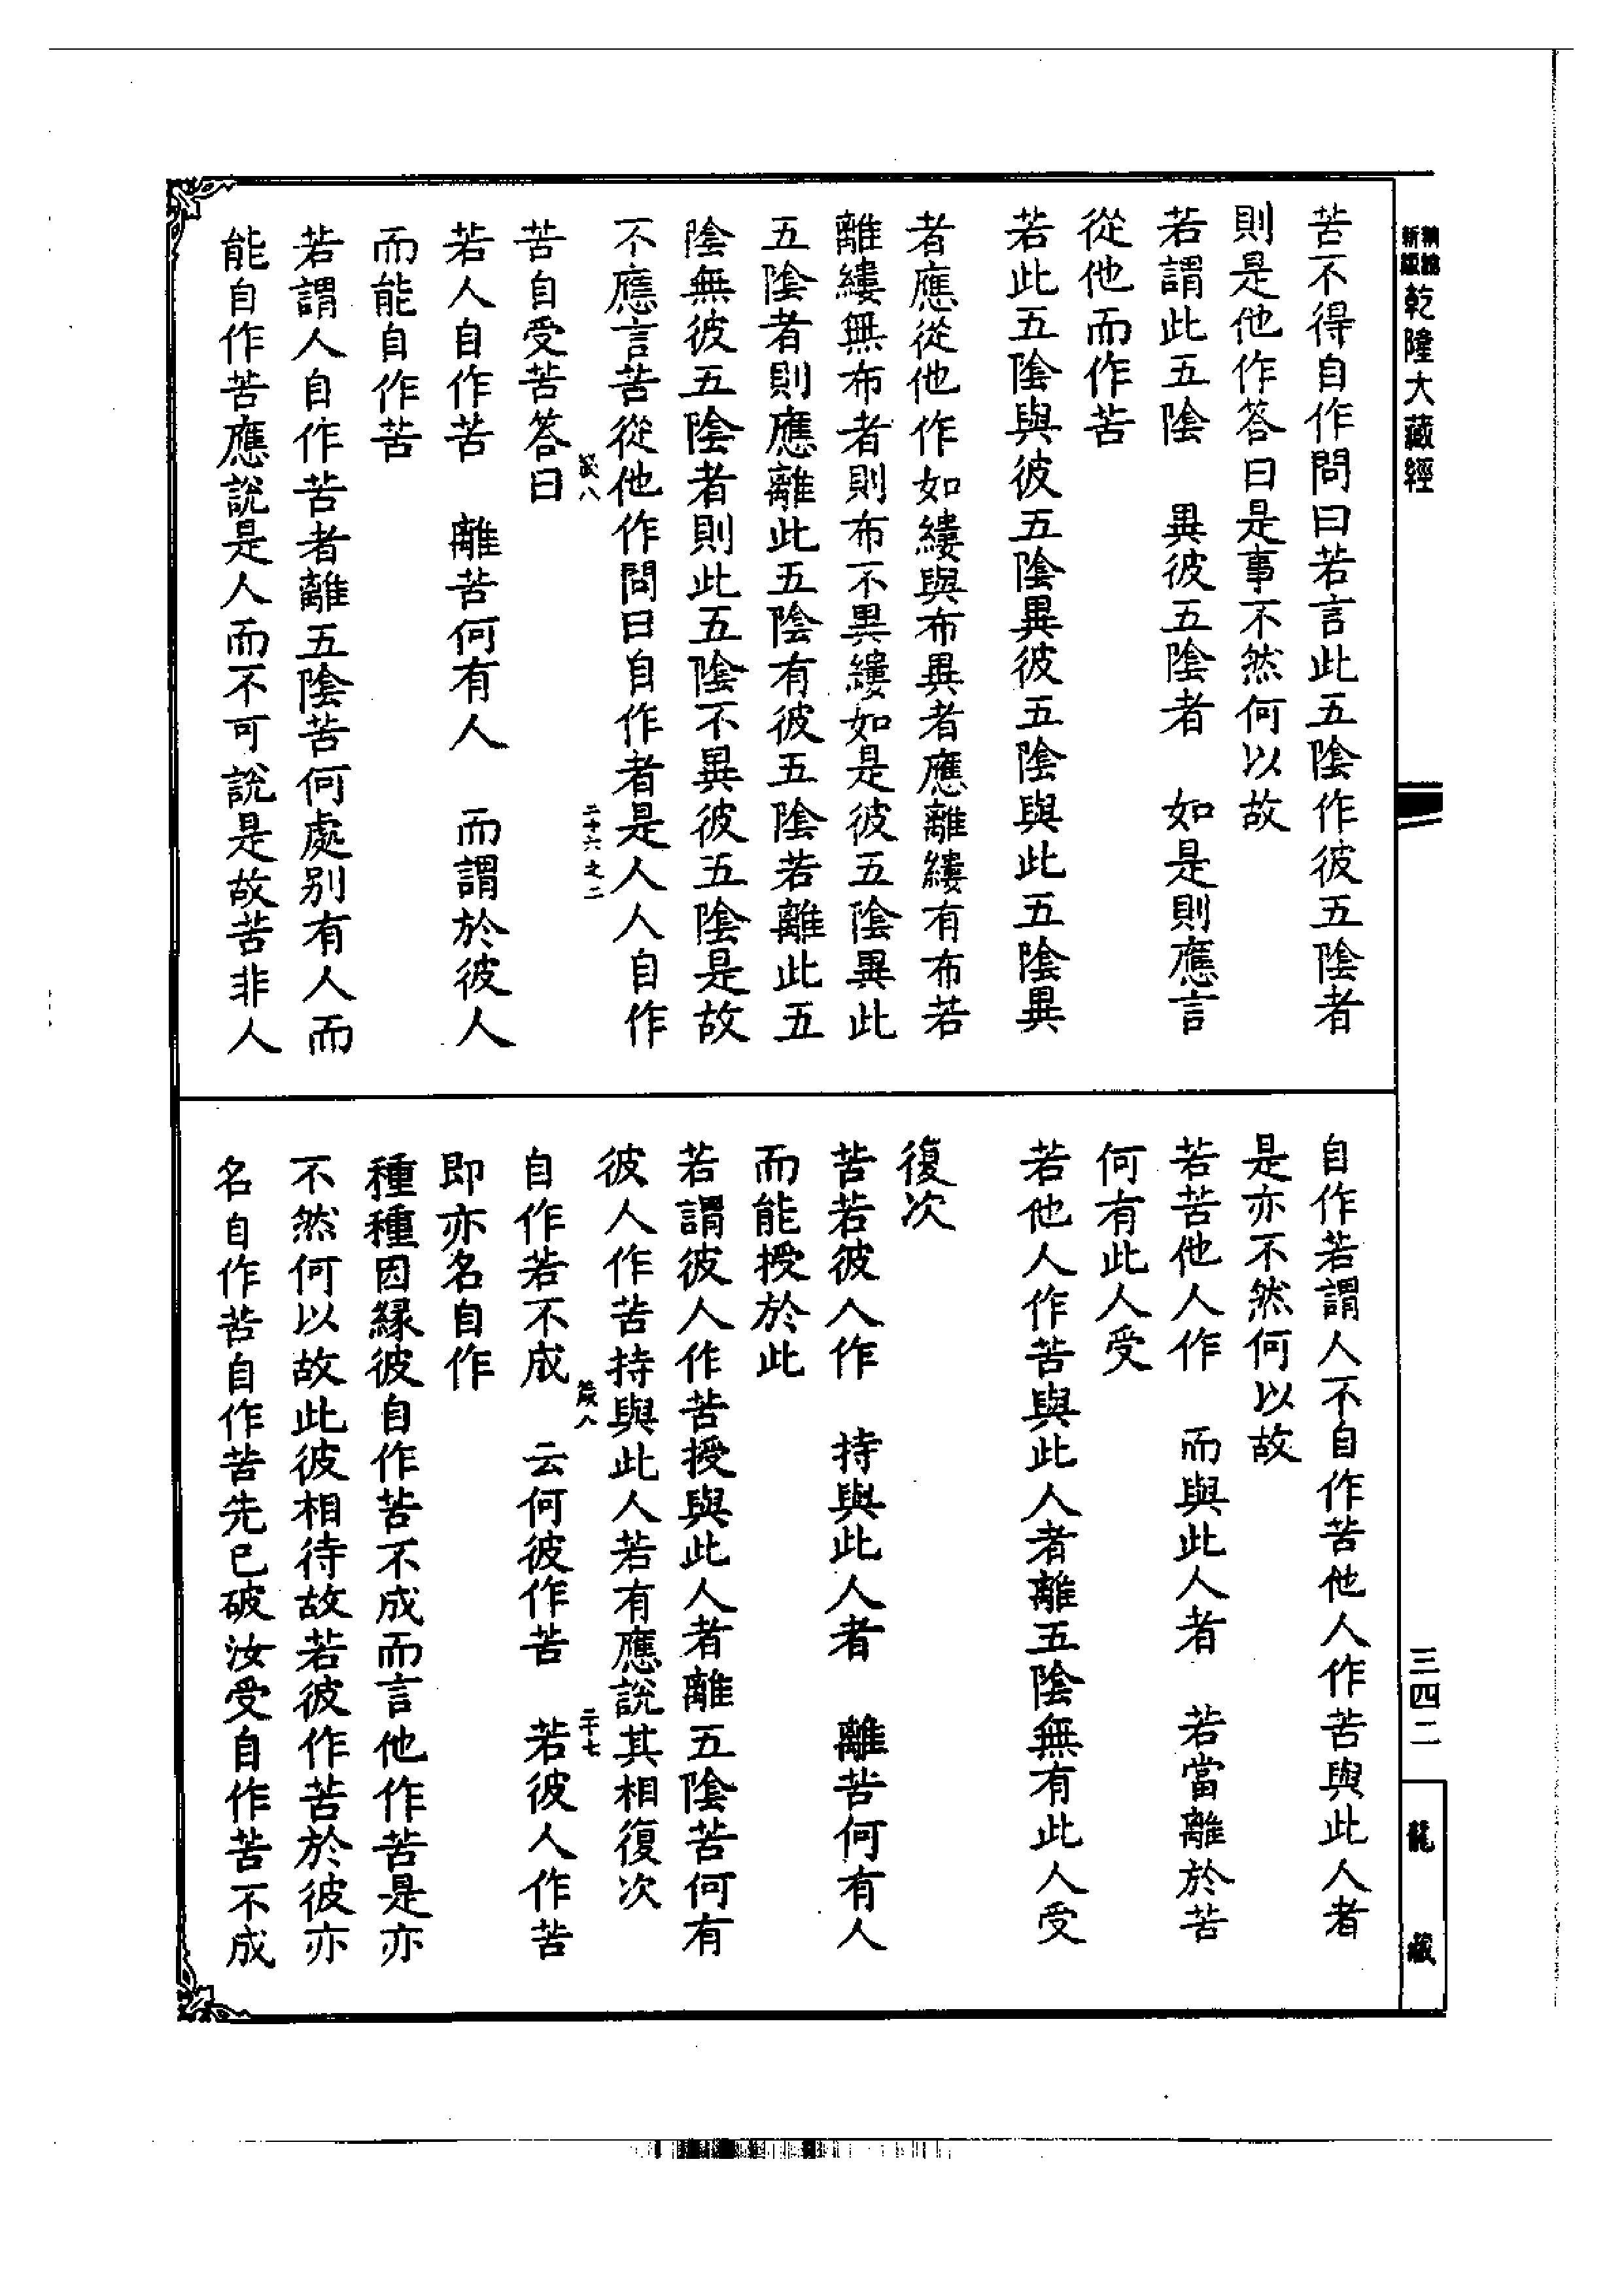 乾隆大藏經
苦不得自作問曰若言此五陰作彼五陰者
則是他作答曰是事不然何以故
若謂此五陰　異彼五陰者　如是則應言
從他而作苦
若此五陰與彼五陰異彼五陰與此五陰異
者應從他作如縷與布異者應離縷有布若
離縷無布者則布不異縷如是彼五陰異此
五陰者則應離此五陰有彼五陰若離此五
陰無彼五陰者則此五陰不異彼五陰是故
不應言苦從他作問曰自作者是人人自作
二十六之二
苦自受苦答曰
若人自作苦　離苦何有人　而謂於彼人
而能自作苦
若謂人自作苦者離五陰苦何處別有人而
能自作苦應說是人而不可說是故苦非人
三四二
龍藏
自作若謂人不自作苦他人作苦與此人者
是亦不然何以故
若苦他人作　而與此人者　若當離於苦
何有此人受
若他人作苦與此人者離五陰無有此人受
復次
苦若彼人作　持與此人者　離苦何有人
而能授於此
若謂彼人作苦授與此人者離五陰苦何有
彼人作苦持與此人若有應說其相復次
二十七
自作若不成　云何彼作苦　若彼人作苦
即亦名自作
種種因緣彼自作苦不成而言他作苦是亦
不然何以故此彼相待故若彼作苦於彼亦
名自作苦自作苦先已破汝受自作苦不成